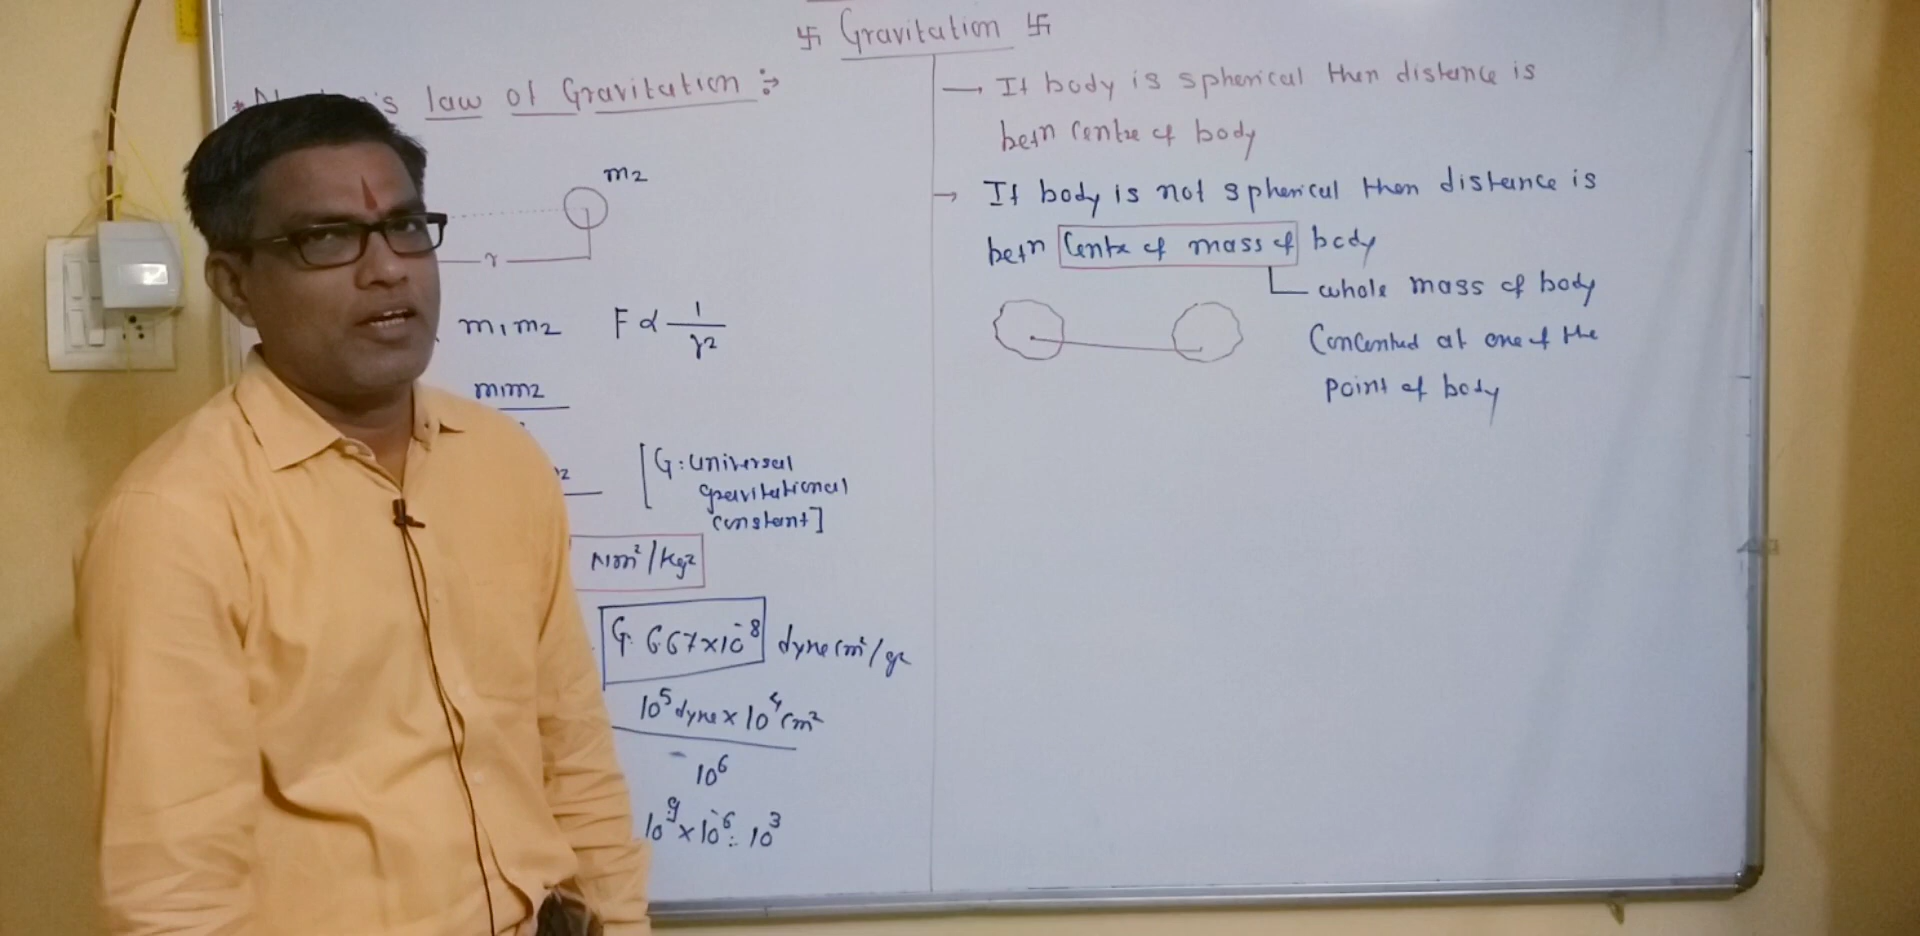 卐 Gravitation 卐
's law of Gravitation :→
m2
r
m1m2 F ∝ 1/r2
m1m2
[G: universal
gravitational
constant]
Nm²/kg2
G: 6.67×10⁻⁸ dyne cm²/g2
10⁵ dyne × 10⁴ cm²
10⁶
10⁹ × 10⁻⁶ = 10³
→ If body is spherical then distance is
betn centre of body
→ If body is not spherical then distance is
betn Centre of mass of body
whole mass of body
at one of the
point of body